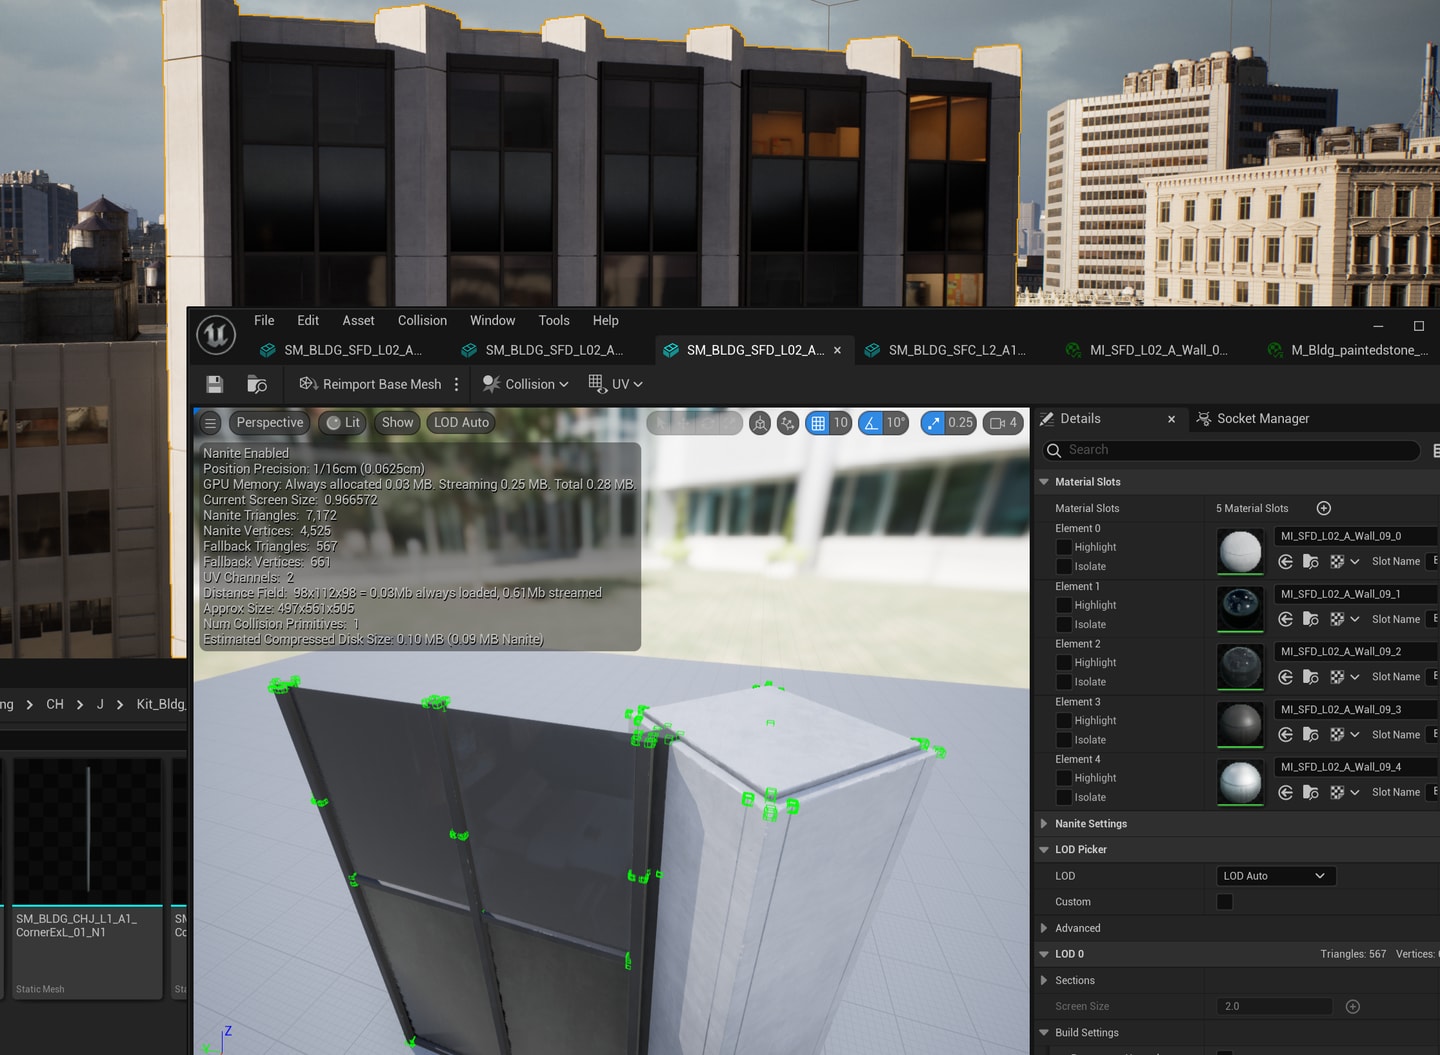 File Edit Asset Collision Window Tools Help
SM_BLDG_SFD_L02_A... SM_BLDG_SFD_L02_A... SM_BLDG_SFD_L02_A... SM_BLDG_SFC_L2_A1... MI_SFD_L02_A_Wall_0... M_Bldg_paintedstone_...
Reimport Base Mesh Collision UV
Perspective Lit Show LOD Auto 10 10° 0.25 4
Nanite Enabled
Position Precision: 1/16cm (0.0625cm)
GPU Memory: Always allocated 0.03 MB. Streaming 0.25 MB. Total 0.28 MB.
Current Screen Size: 0.966572
Nanite Triangles: 7,172
Nanite Vertices: 4,525
Fallback Triangles: 567
Fallback Vertices: 661
UV Channels: 2
Distance Field: 98x112x98 = 0.03Mb always loaded, 0.61Mb streamed
Approx Size: 497x561x505
Num Collision Primitives: 1
Estimated Compressed Disk Size: 0.10 MB (0.09 MB Nanite)
Z
Details Socket Manager
Search
Material Slots
Material Slots 5 Material Slots
Element 0
Highlight
Isolate
MI_SFD_L02_A_Wall_09_0
Slot Name
Element 1
Highlight
Isolate
MI_SFD_L02_A_Wall_09_1
Slot Name
Element 2
Highlight
Isolate
MI_SFD_L02_A_Wall_09_2
Slot Name
Element 3
Highlight
Isolate
MI_SFD_L02_A_Wall_09_3
Slot Name
Element 4
Highlight
Isolate
MI_SFD_L02_A_Wall_09_4
Slot Name
Nanite Settings
LOD Picker
LOD LOD Auto
Custom
Advanced
LOD 0 Triangles: 567 Vertices:
Sections
Screen Size 2.0
Build Settings
ng > CH > J > Kit_Bldg_
SM_BLDG_CHJ_L1_A1_
CornerExL_01_N1
Static Mesh